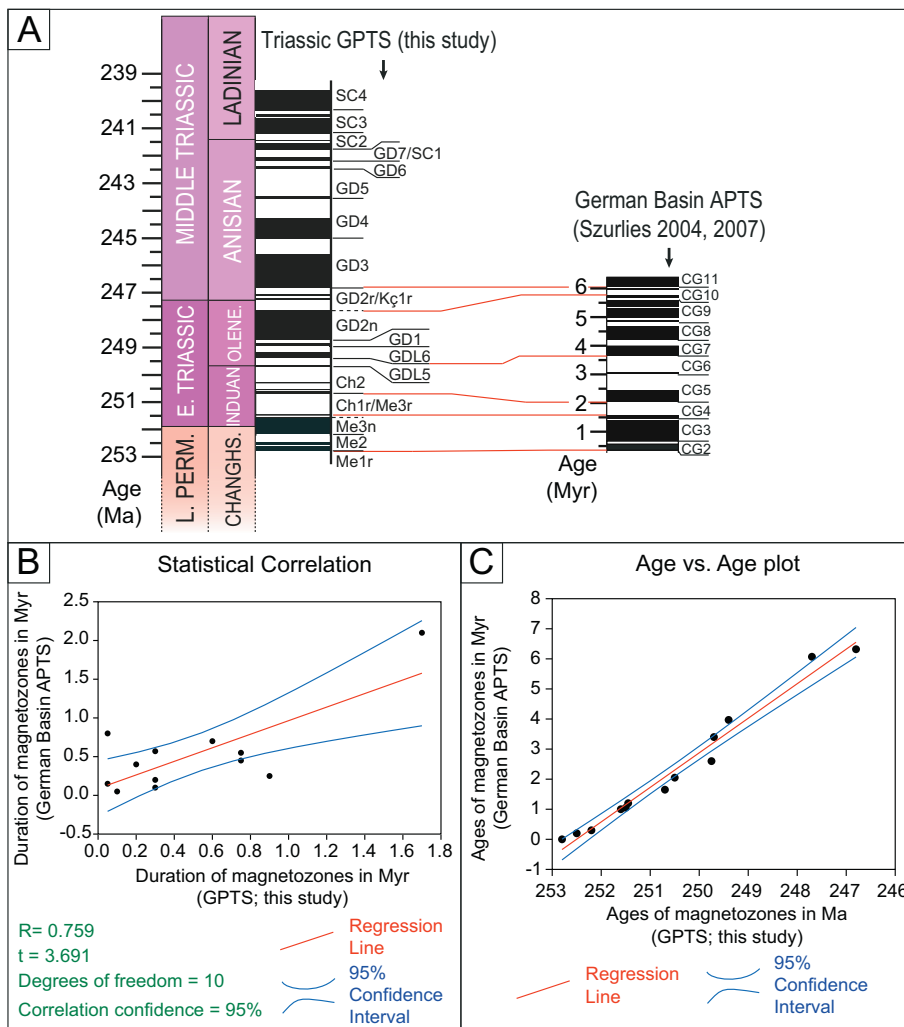 A
Triassic GPTS (this study)
239
241
243
245
247
249
251
253
Age
(Ma)
MIDDLE TRIASSIC
E. TRIASSIC
L. PERM.
LADINIAN
ANISIAN
OLENE.
INDUAN
CHANGHS.
SC4
SC3
SC2
GD7/SC1
GD6
GD5
GD4
GD3
GD2r/Kç1r
GD2n
GD1
GDL6
GDL5
Ch2
Ch1r/Me3r
Me3n
Me2
Me1r
German Basin APTS
(Szurlies 2004, 2007)
6
5
4
3
2
1
Age
(Myr)
CG11
CG10
CG9
CG8
CG7
CG6
CG5
CG4
CG3
CG2
B
Statistical Correlation
Duration of magnetozones in Myr
(German Basin APTS)
2.5
2.0
1.5
1.0
0.5
0.0
-0.5
0.0 0.2 0.4 0.6 0.8 1.0 1.2 1.4 1.6 1.8
Duration of magnetozones in Myr
(GPTS; this study)
R= 0.759
t = 3.691
Degrees of freedom = 10
Correlation confidence = 95%
Regression
Line
95%
Confidence
Interval
C
Age vs. Age plot
Ages of magnetozones in Myr
(German Basin APTS)
8
7
6
5
4
3
2
1
0
-1
253 252 251 250 249 248 247 246
Ages of magnetozones in Ma
(GPTS; this study)
Regression
Line
95%
Confidence
Interval